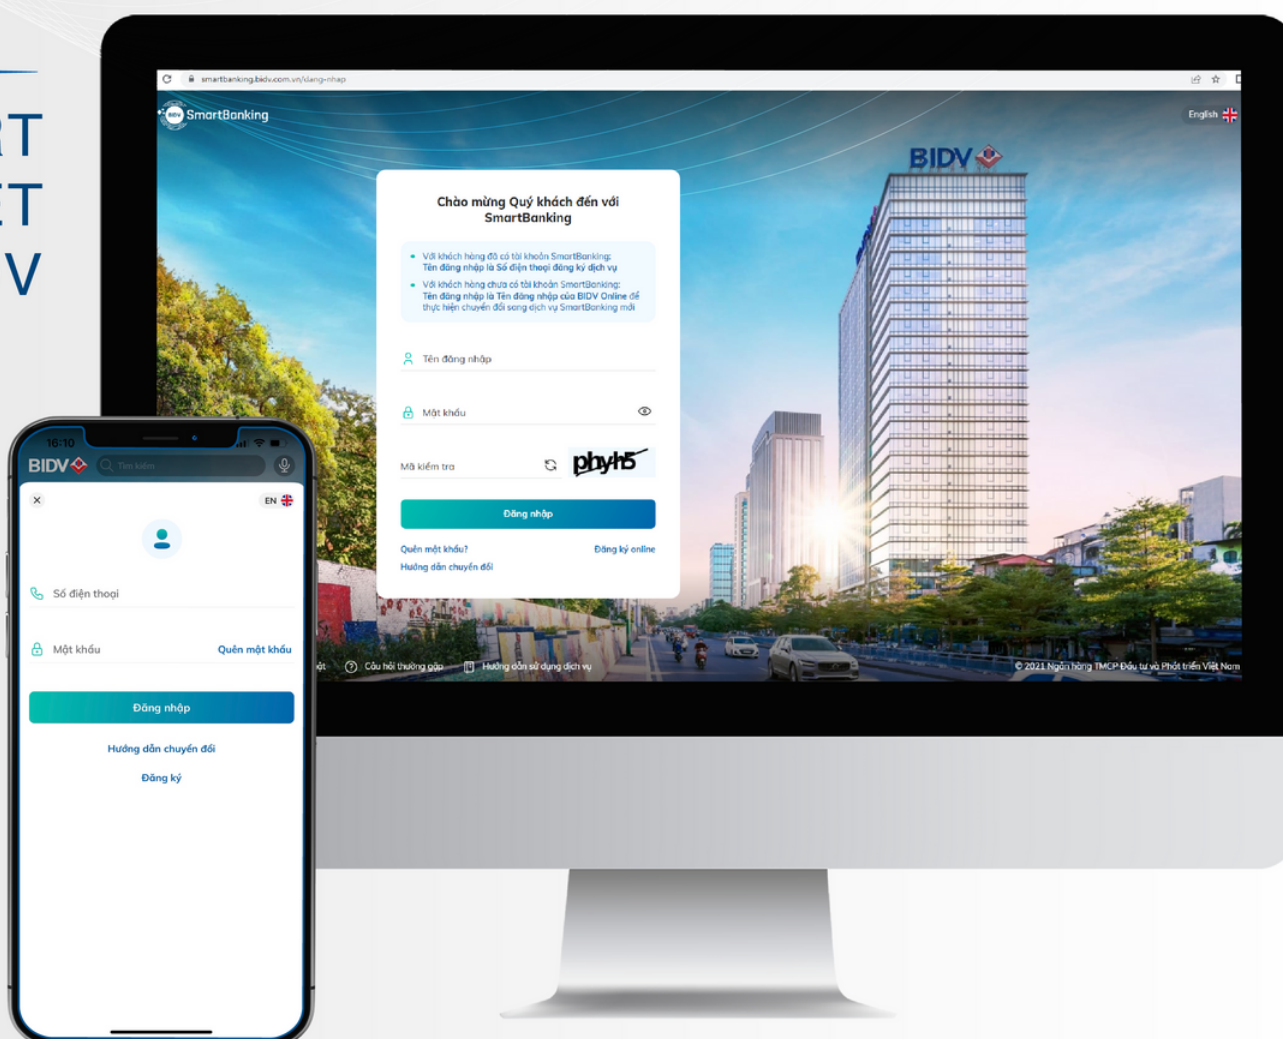 RT
ET
V
smartbanking.bidv.com.vn/dang-nhap
BIDV SmartBanking
English
BIDV
Chào mừng Quý khách đến với
SmartBanking
Với khách hàng đã có tài khoản SmartBanking:
Tên đăng nhập là Số điện thoại đăng ký dịch vụ
Với khách hàng chưa có tài khoản SmartBanking:
Tên đăng nhập là Tên đăng nhập của BIDV Online để
thực hiện chuyển đổi sang dịch vụ SmartBanking mới
Tên đăng nhập
Mật khẩu
Mã kiểm tra
phyh5
Đăng nhập
Quên mật khẩu?
Đăng ký online
Hướng dẫn chuyển đổi
Câu hỏi thường gặp
Hướng dẫn sử dụng dịch vụ
© 2021 Ngân hàng TMCP Đầu tư và Phát triển Việt Nam
16:10
BIDV
Tìm kiếm
EN
Số điện thoại
Mật khẩu
Quên mật khẩu
Đăng nhập
Hướng dẫn chuyển đổi
Đăng ký